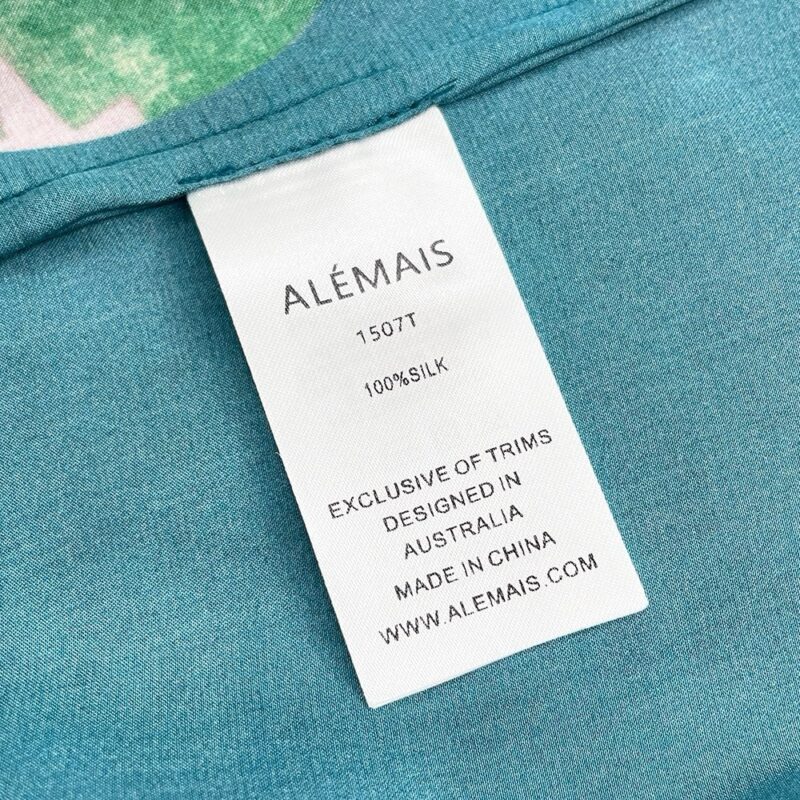 ALÉMAIS
1507T
100%SILK
EXCLUSIVE OF TRIMS
DESIGNED IN
AUSTRALIA
MADE IN CHINA
WWW.ALEMAIS.COM